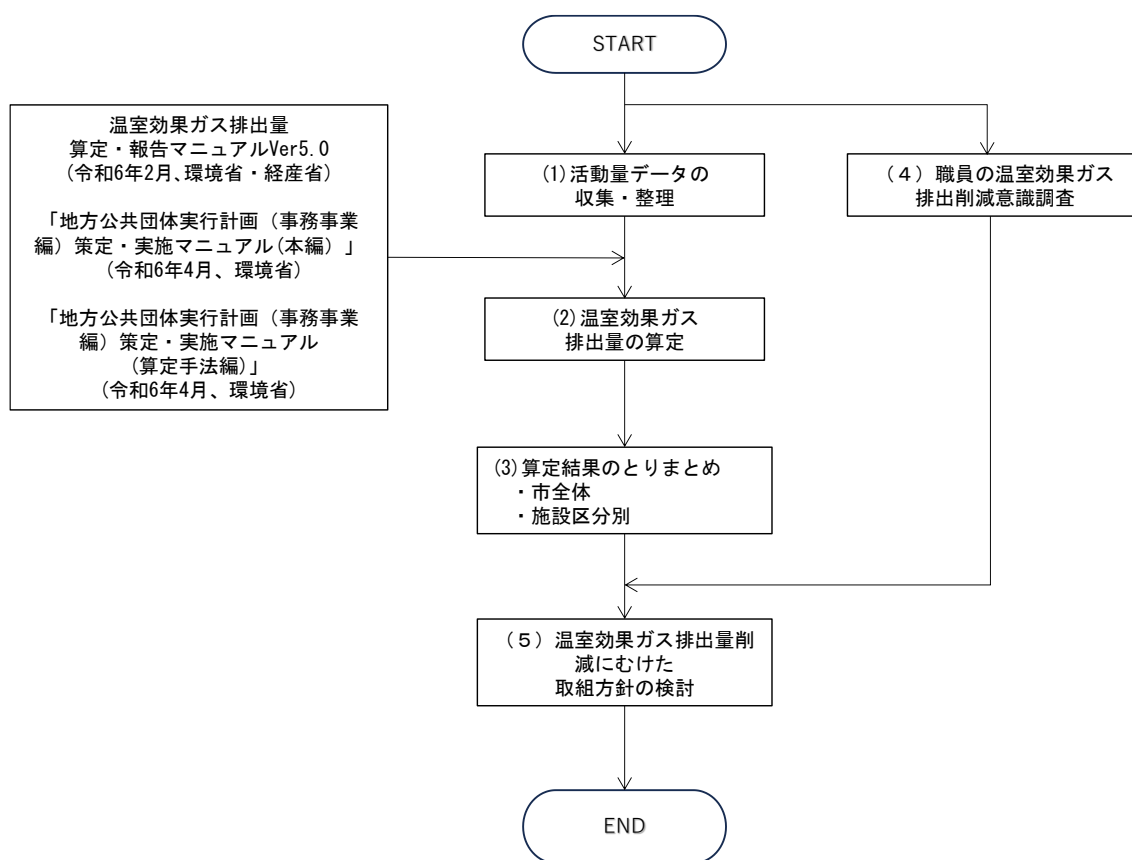 START
温室効果ガス排出量
算定・報告マニュアルVer5.0
(令和6年2月、環境省・経産省)
「地方公共団体実行計画（事務事業
編）策定・実施マニュアル(本編）」
(令和6年4月、環境省)
「地方公共団体実行計画（事務事業
編）策定・実施マニュアル
(算定手法編)」
(令和6年4月、環境省)
(1)活動量データの
収集・整理
（４）職員の温室効果ガス
排出削減意識調査
(2)温室効果ガス
排出量の算定
(3)算定結果のとりまとめ
・市全体
・施設区分別
（５）温室効果ガス排出量削
減にむけた
取組方針の検討
END